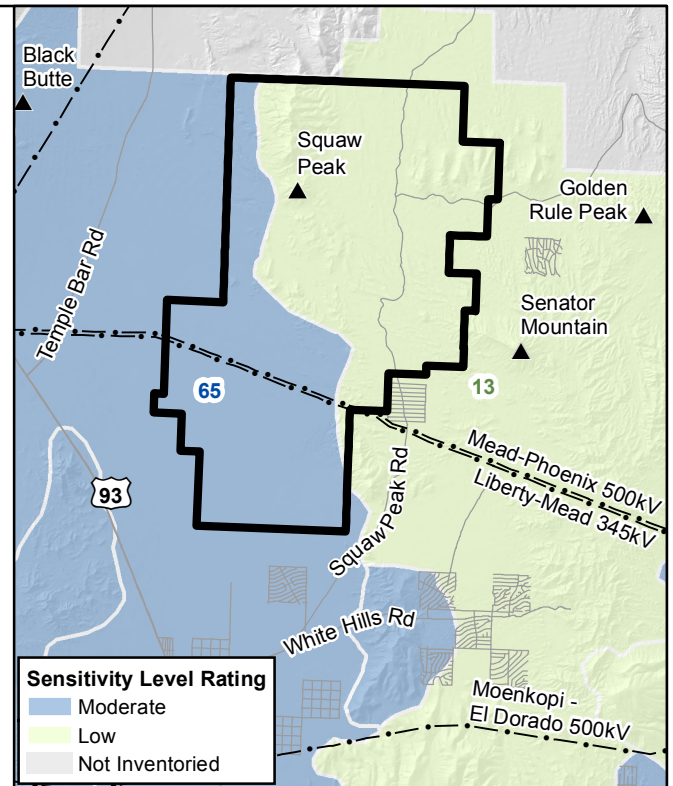 Black
Butte
Squaw
Peak
Golden
Rule Peak
Temple Bar Rd
Senator
Mountain
65
13
93
Mead-Phoenix 500kV
Liberty-Mead 345kV
Squaw Peak Rd
White Hills Rd
Moenkopi -
El Dorado 500kV
Sensitivity Level Rating
Moderate
Low
Not Inventoried